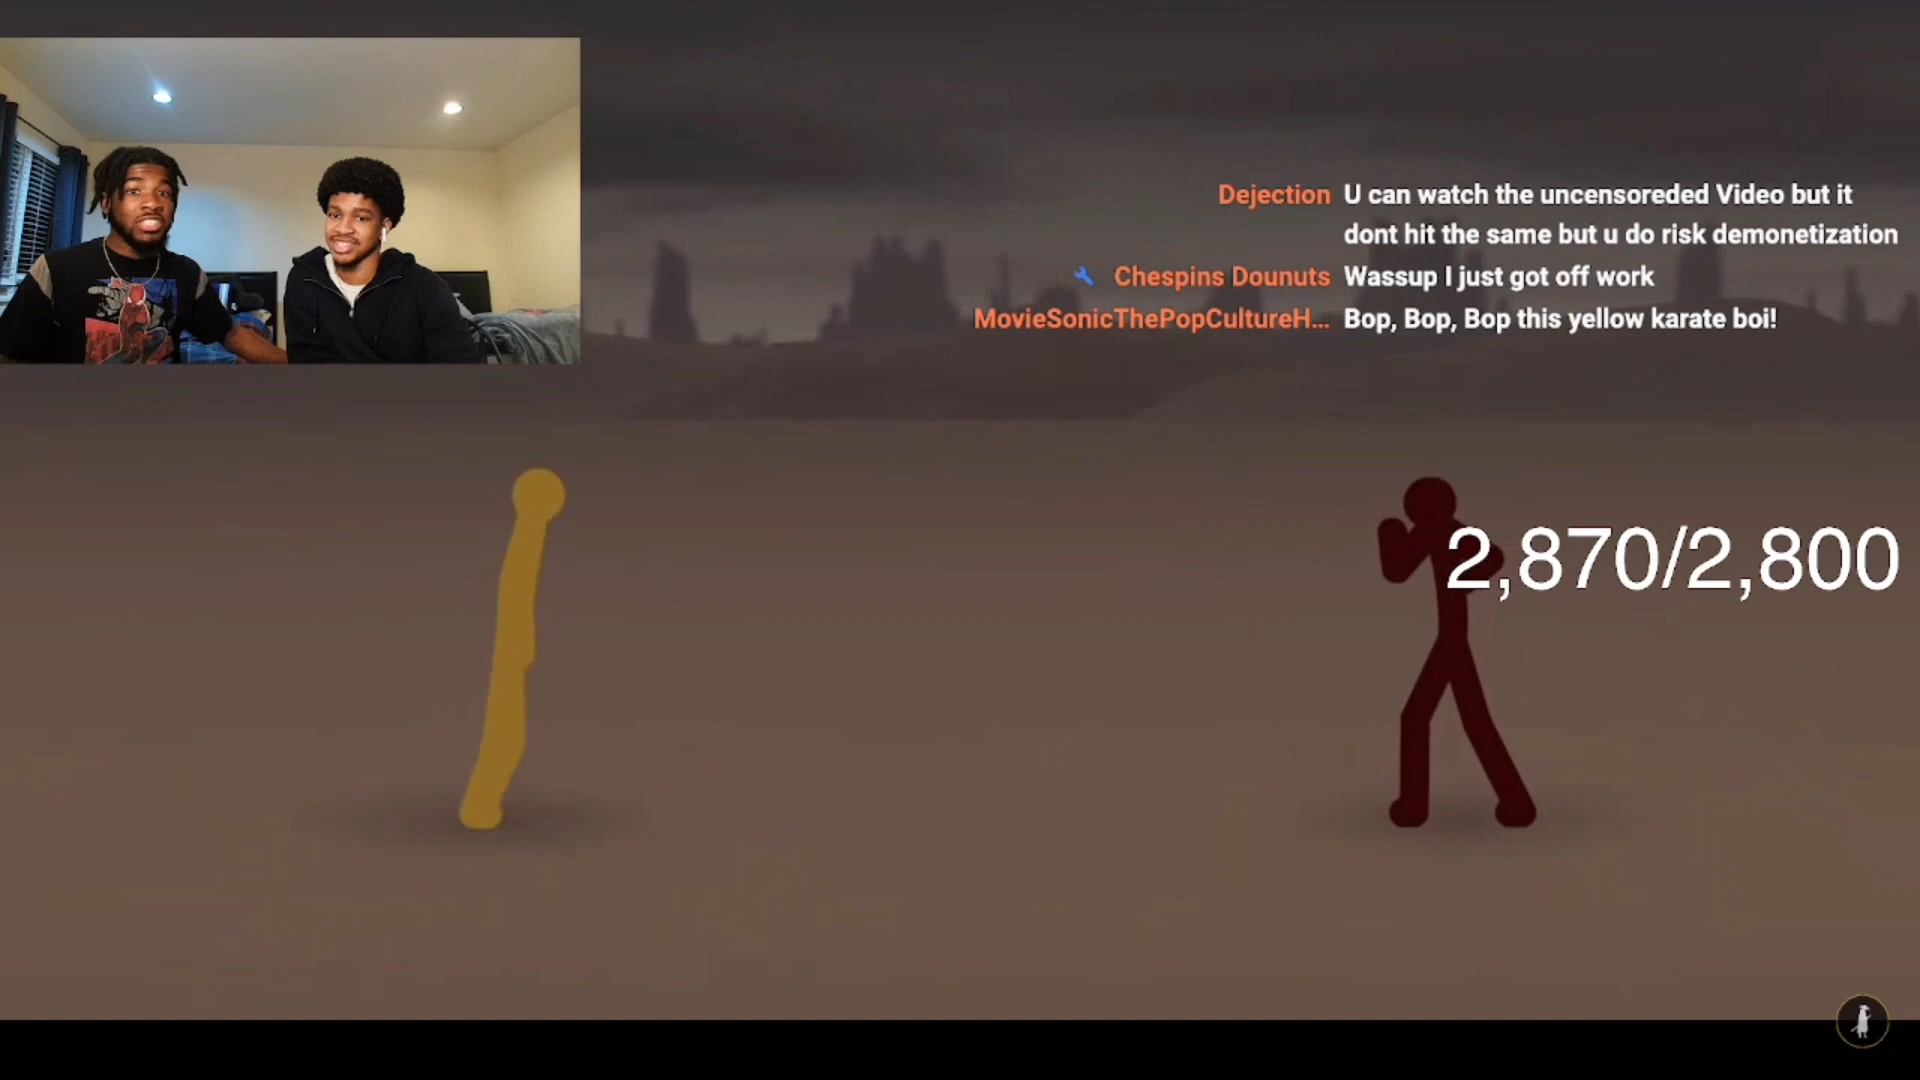 Dejection U can watch the uncensoreded Video but it
dont hit the same but u do risk demonetization
Chespins Dounuts Wassup I just got off work
MovieSonicThePopCultureH... Bop, Bop, Bop this yellow karate boi!
2,870/2,800